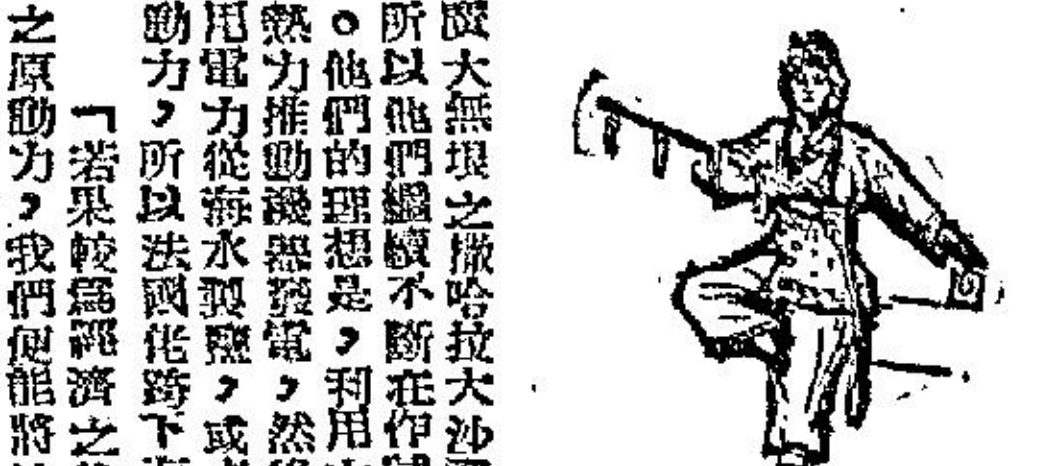 大無垠之撒哈拉大沙
所以他們繼續不斷在作
。他們的理想是，利用
熱力推動機器發電，然
用電力從海水製鹽，或
動力，所以法國化下
「若果較爲經濟之
之原動力，我們便能將